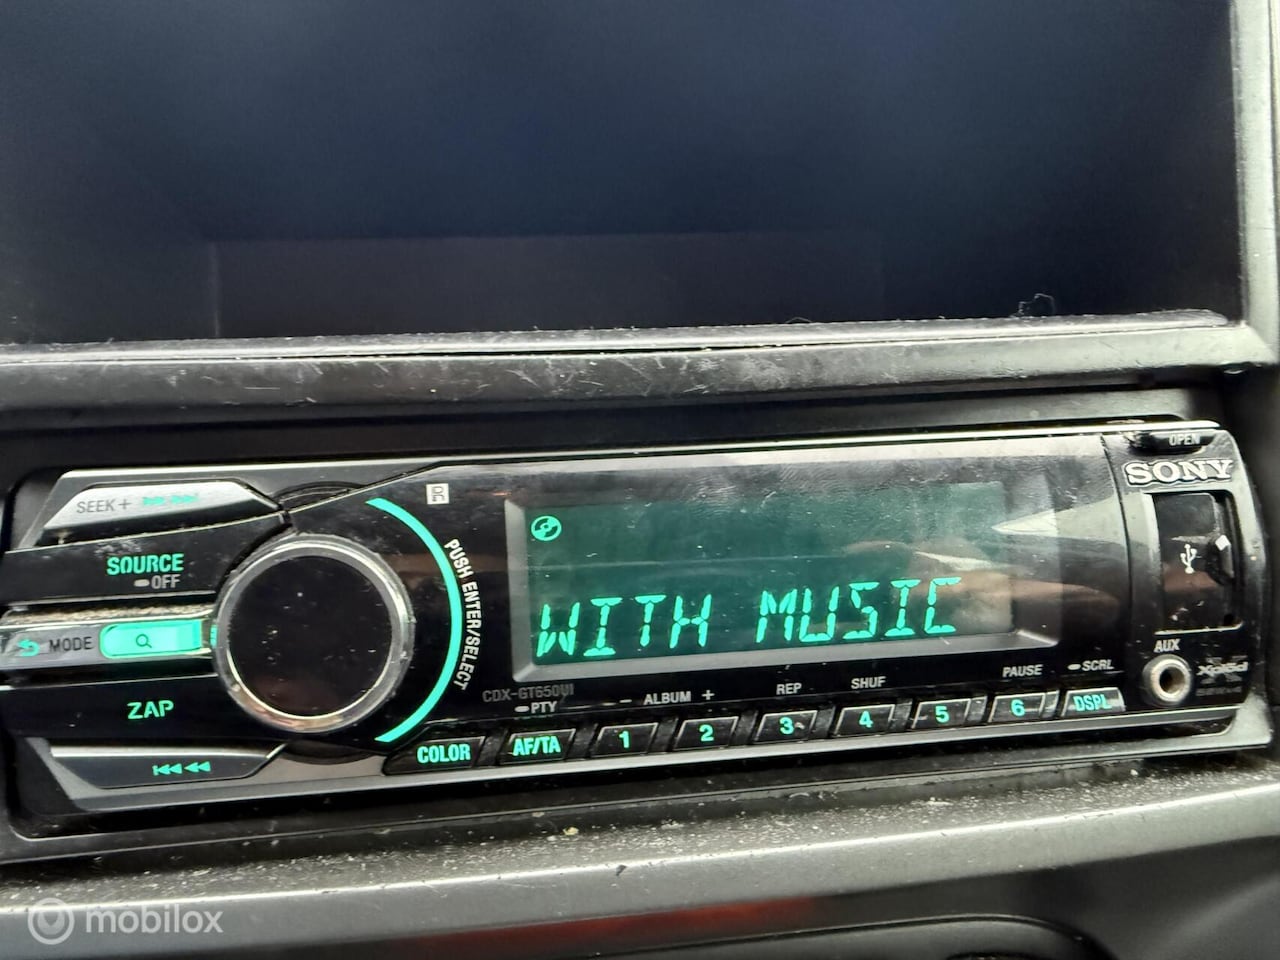 OPEN
SONY
SEEK +
SOURCE
OFF
MODE
ZAP
PUSH ENTER/SELECT
WITH MUSIC
CDX-GT650UI
PTY
− ALBUM +
REP
SHUF
PAUSE
SCRL
AUX
Xplod
COLOR
AF/TA
1
2
3
4
5
6
DSPL
mobilox